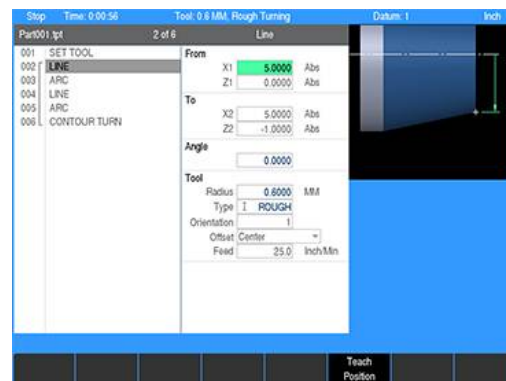 Stop Time: 0:00:56 Tool: 0.6 MM, Rough Turning Datum: 1 Inch
Part001.tpt 2 of 6 Line
001 SET TOOL
002 LINE
003 ARC
004 LINE
005 ARC
006 CONTOUR TURN
From
X1 5.0000 Abs
Z1 0.0000 Abs
To
X2 5.0000 Abs
Z2 -1.0000 Abs
Angle
0.0000
Tool
Radius 0.6000 MM
Type ROUGH
Orientation 1
Offset Center
Feed 25.0 Inch/Min
Teach
Position